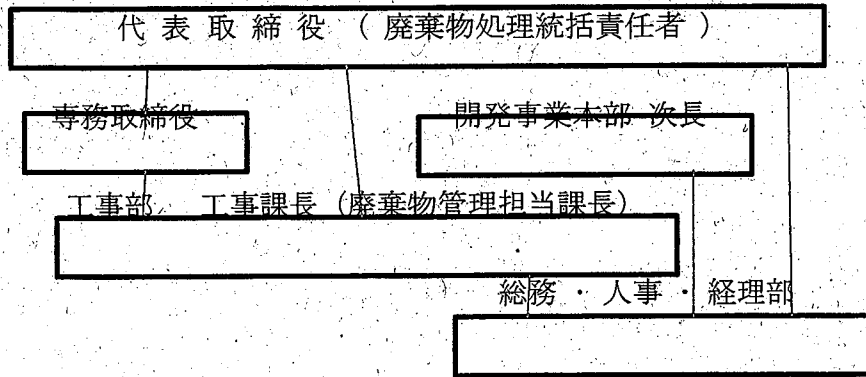 代 表 取 締 役 （ 廃棄物処理統括責任者 ）
専務取締役
開発事業本部 次長
工事部 工事課長（廃棄物管理担当課長）
総務 ・ 人事 ・ 経理部